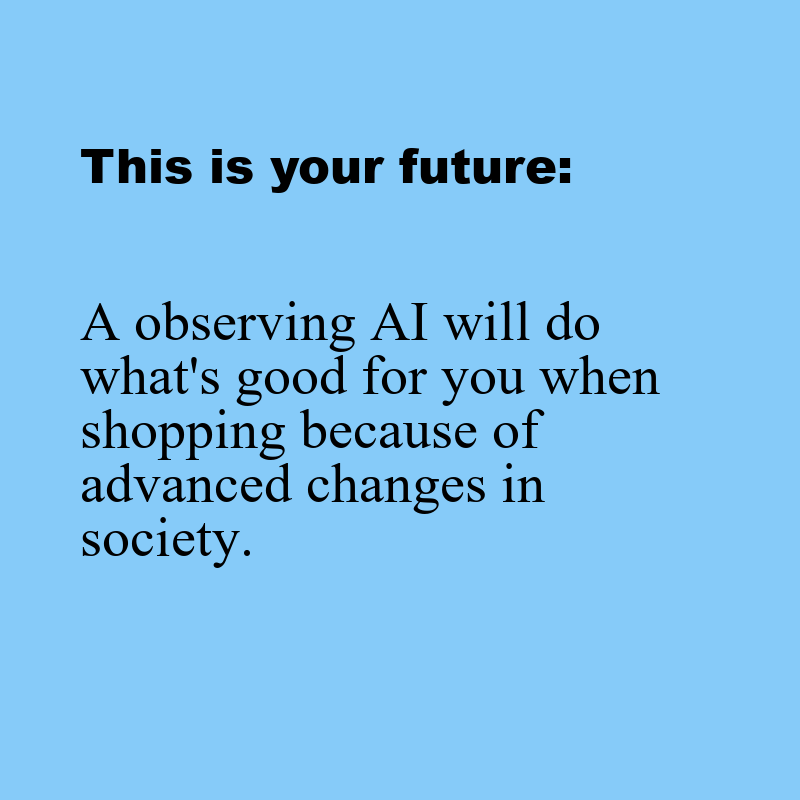 This is your future:
A observing AI will do
what's good for you when
shopping because of
advanced changes in
society.